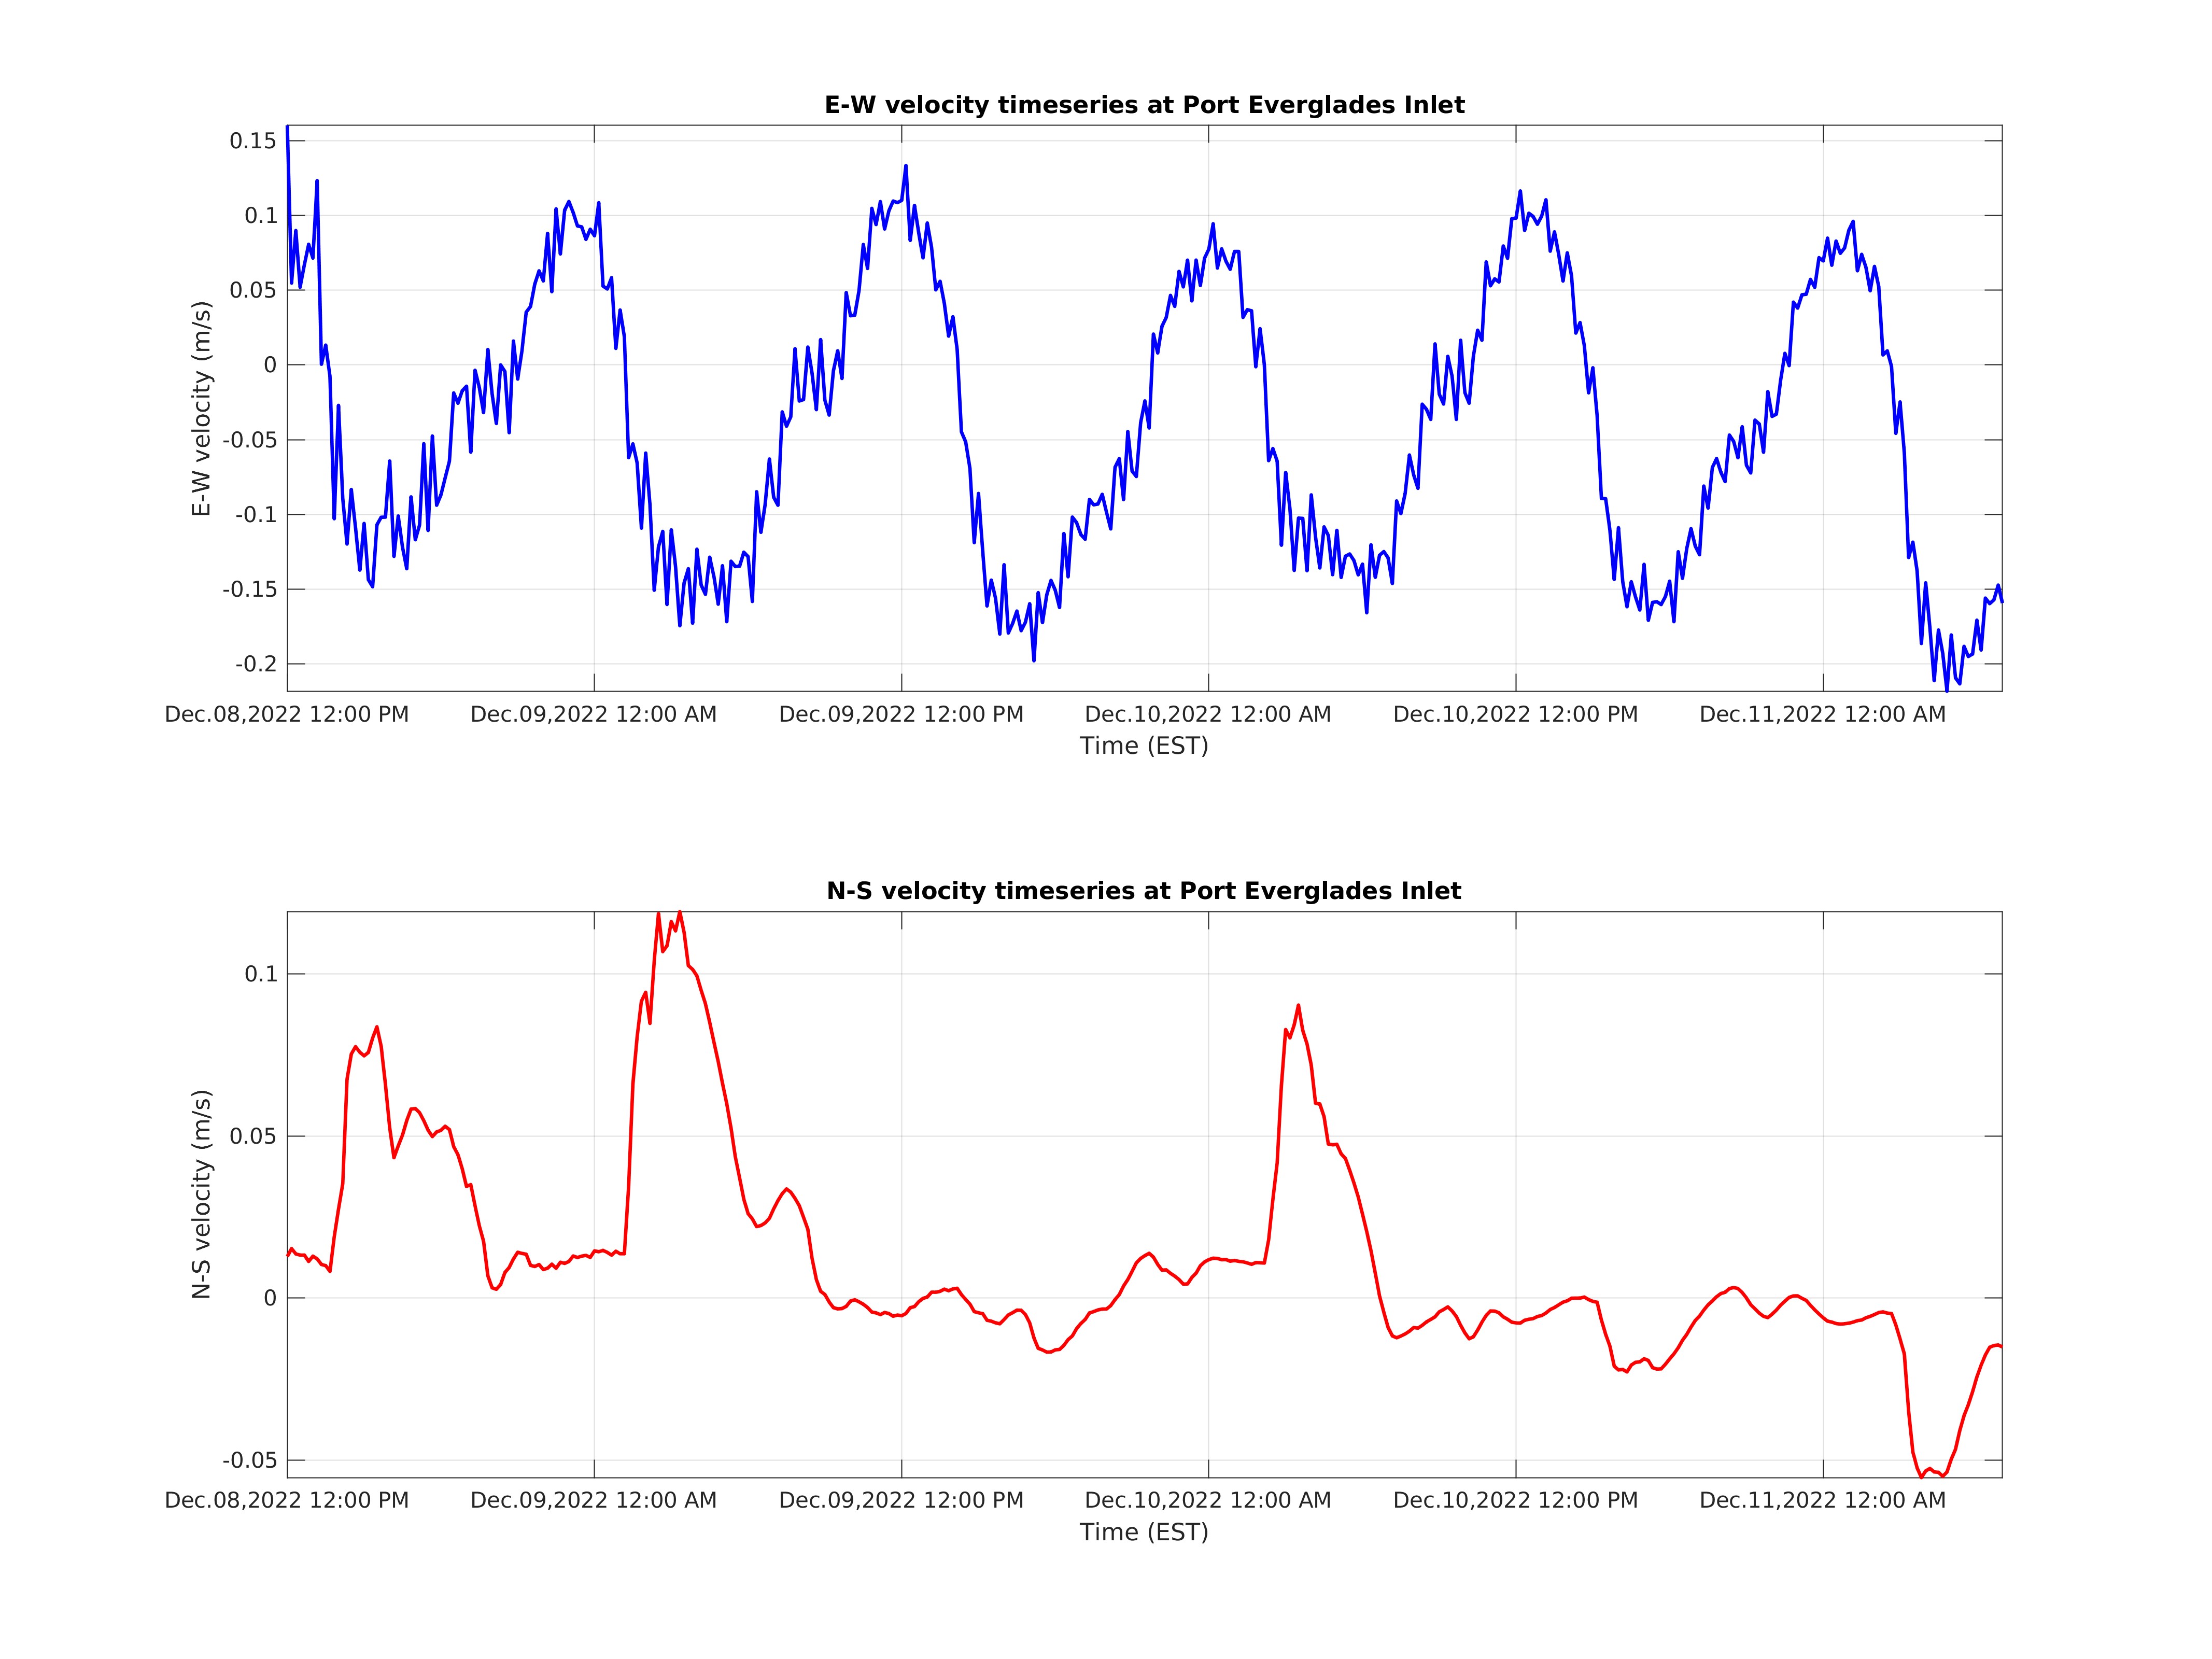 E-W velocity timeseries at Port Everglades Inlet
0.15
0.1
0.05
0
-0.05
-0.1
-0.15
-0.2
E-W velocity (m/s)
Dec.08,2022 12:00 PM Dec.09,2022 12:00 AM Dec.09,2022 12:00 PM Dec.10,2022 12:00 AM Dec.10,2022 12:00 PM Dec.11,2022 12:00 AM
Time (EST)
N-S velocity timeseries at Port Everglades Inlet
0.1
0.05
0
-0.05
N-S velocity (m/s)
Dec.08,2022 12:00 PM Dec.09,2022 12:00 AM Dec.09,2022 12:00 PM Dec.10,2022 12:00 AM Dec.10,2022 12:00 PM Dec.11,2022 12:00 AM
Time (EST)